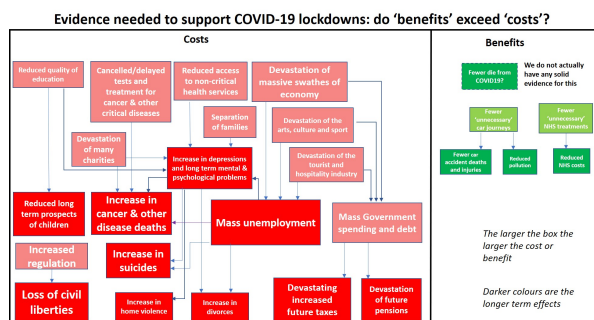 Evidence needed to support COVID-19 lockdowns: do ‘benefits’ exceed ‘costs’?
Costs
Reduced quality of
education
Cancelled/delayed
tests and
treatment for
cancer & other
critical diseases
Reduced access
to non-critical
health services
Devastation of
massive swathes of
economy
Separation
of families
Devastation of the
arts, culture and sport
Devastation
of many
charities
Increase in depressions
and long term mental &
psychological problems
Devastation of the
tourist and
hospitality industry
Reduced long
term prospects
of children
Increase in
cancer & other
disease deaths
Mass unemployment
Mass Government
spending and debt
Increased
regulation
Increase in
suicides
Loss of civil
liberties
Increase in
home violence
Increase in
divorces
Devastating
increased
future taxes
Devastation
of future
pensions
Benefits
Fewer die from
COVID19?
We do not actually
have any solid
evidence for this
Fewer
‘unnecessary’
car journeys
Fewer
‘unnecessary’
NHS treatments
Fewer car
accident deaths
and injuries
Reduced
pollution
Reduced
NHS costs
The larger the box the
larger the cost or
benefit
Darker colours are the
longer term effects